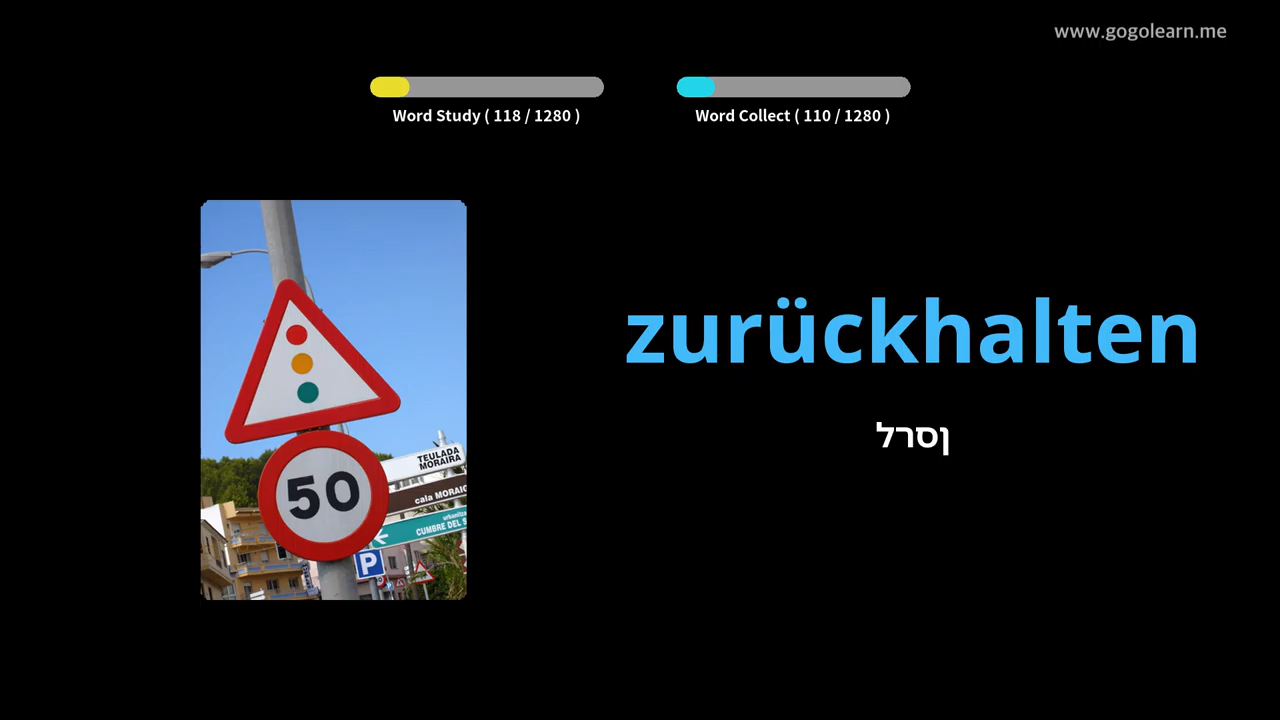 www.gogolearn.me
Word Study ( 118 / 1280 )
Word Collect ( 110 / 1280 )
zurückhalten
ןסרל
50
TEULADA
MORAIRA
cala MORAIG
CUMBRE DEL S
P